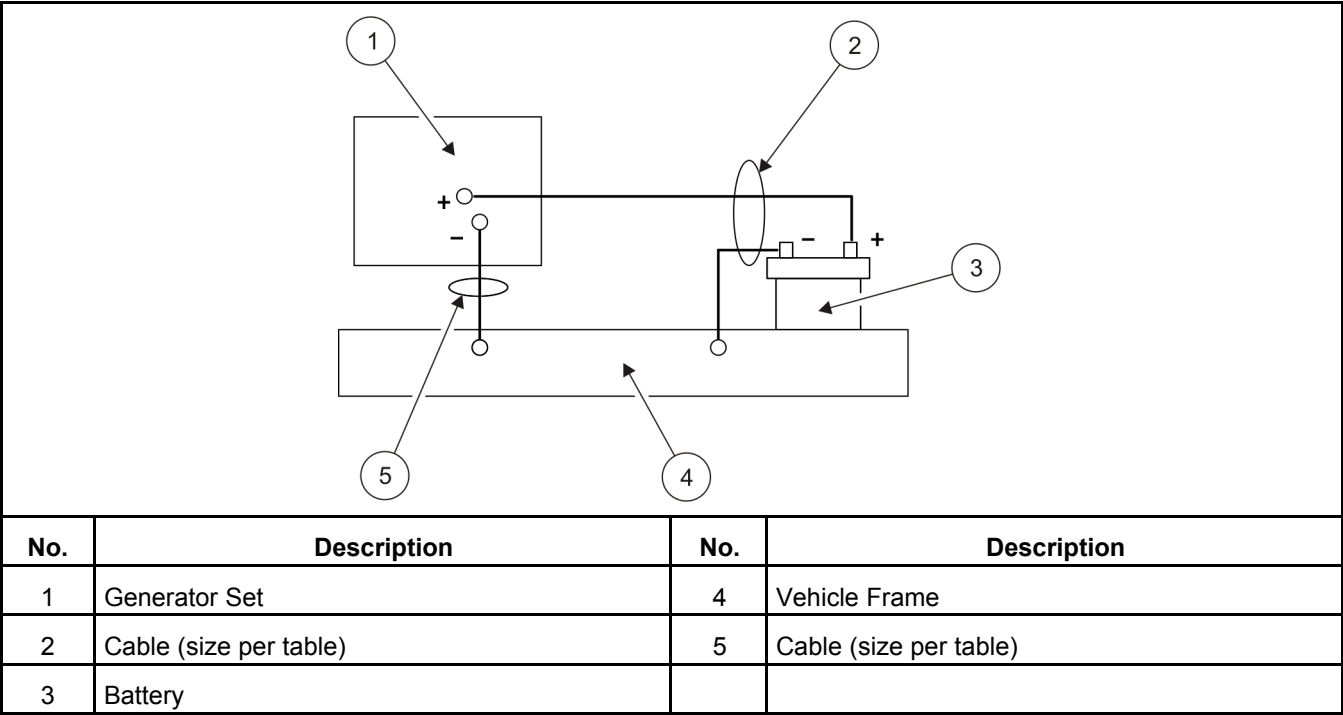 1
2
+
−
− +
3
5
4
No. Description No. Description
1 Generator Set 4 Vehicle Frame
2 Cable (size per table) 5 Cable (size per table)
3 Battery